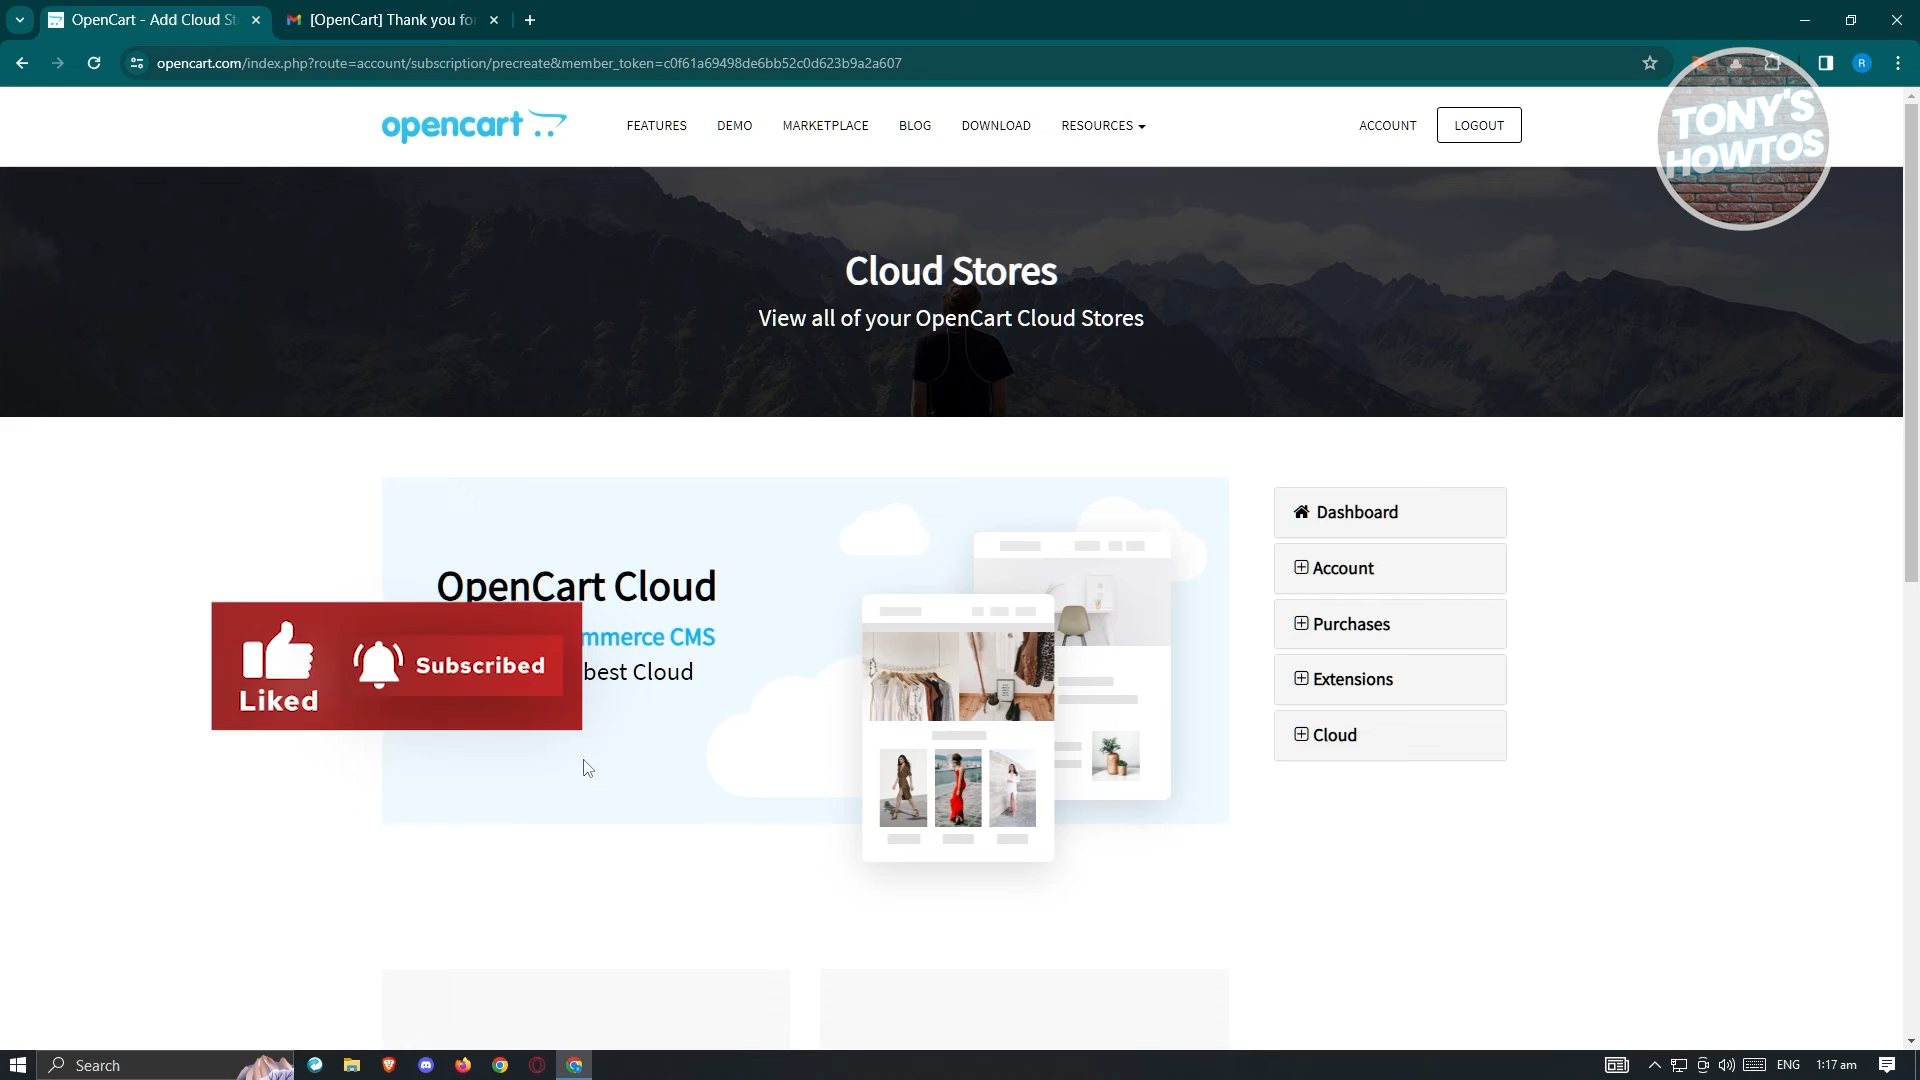 OpenCart - Add Cloud St
[OpenCart] Thank you fo
opencart.com/index.php?route=account/subscription/precreate&member_token=c0f61a69498de6bb52c0d623b9a2a607
R
TONY'S
HOWTOS
opencart
FEATURES
DEMO
MARKETPLACE
BLOG
DOWNLOAD
RESOURCES
ACCOUNT
LOGOUT
Cloud Stores
View all of your OpenCart Cloud Stores
OpenCart Cloud
mmerce CMS
best Cloud
Liked
Subscribed
Dashboard
Account
Purchases
Extensions
Cloud
Search
ENG
1:17 am